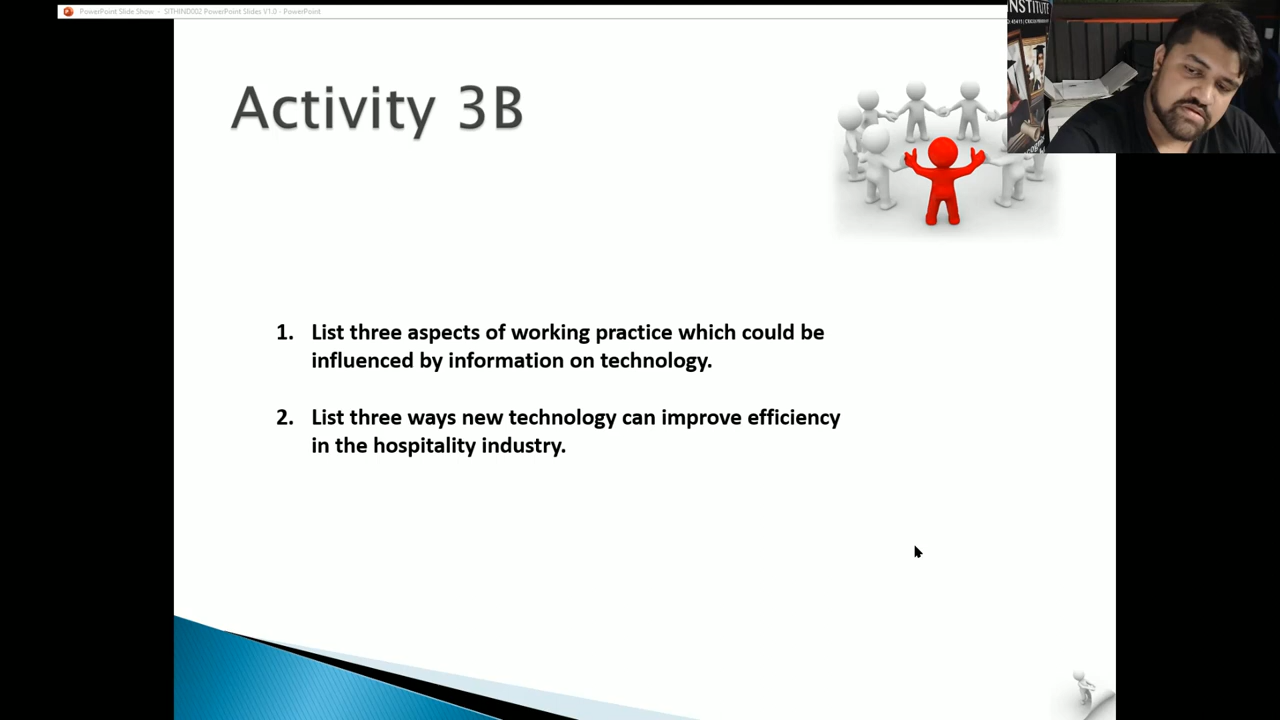 PowerPoint Slide Show - SITHIND002 PowerPoint Slides V1.0 - PowerPoint
NSTITUTE
Activity 3B
1. List three aspects of working practice which could be
influenced by information on technology.
2. List three ways new technology can improve efficiency
in the hospitality industry.